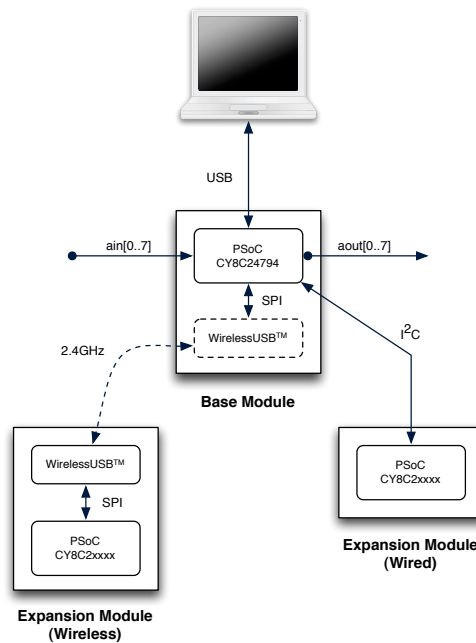 USB
ain[0..7]
PSoC
CY8C24794
aout[0..7]
SPI
WirelessUSB™
I²C
2.4GHz
Base Module
WirelessUSB™
SPI
PSoC
CY8C2xxxx
Expansion Module
(Wireless)
PSoC
CY8C2xxxx
Expansion Module
(Wired)